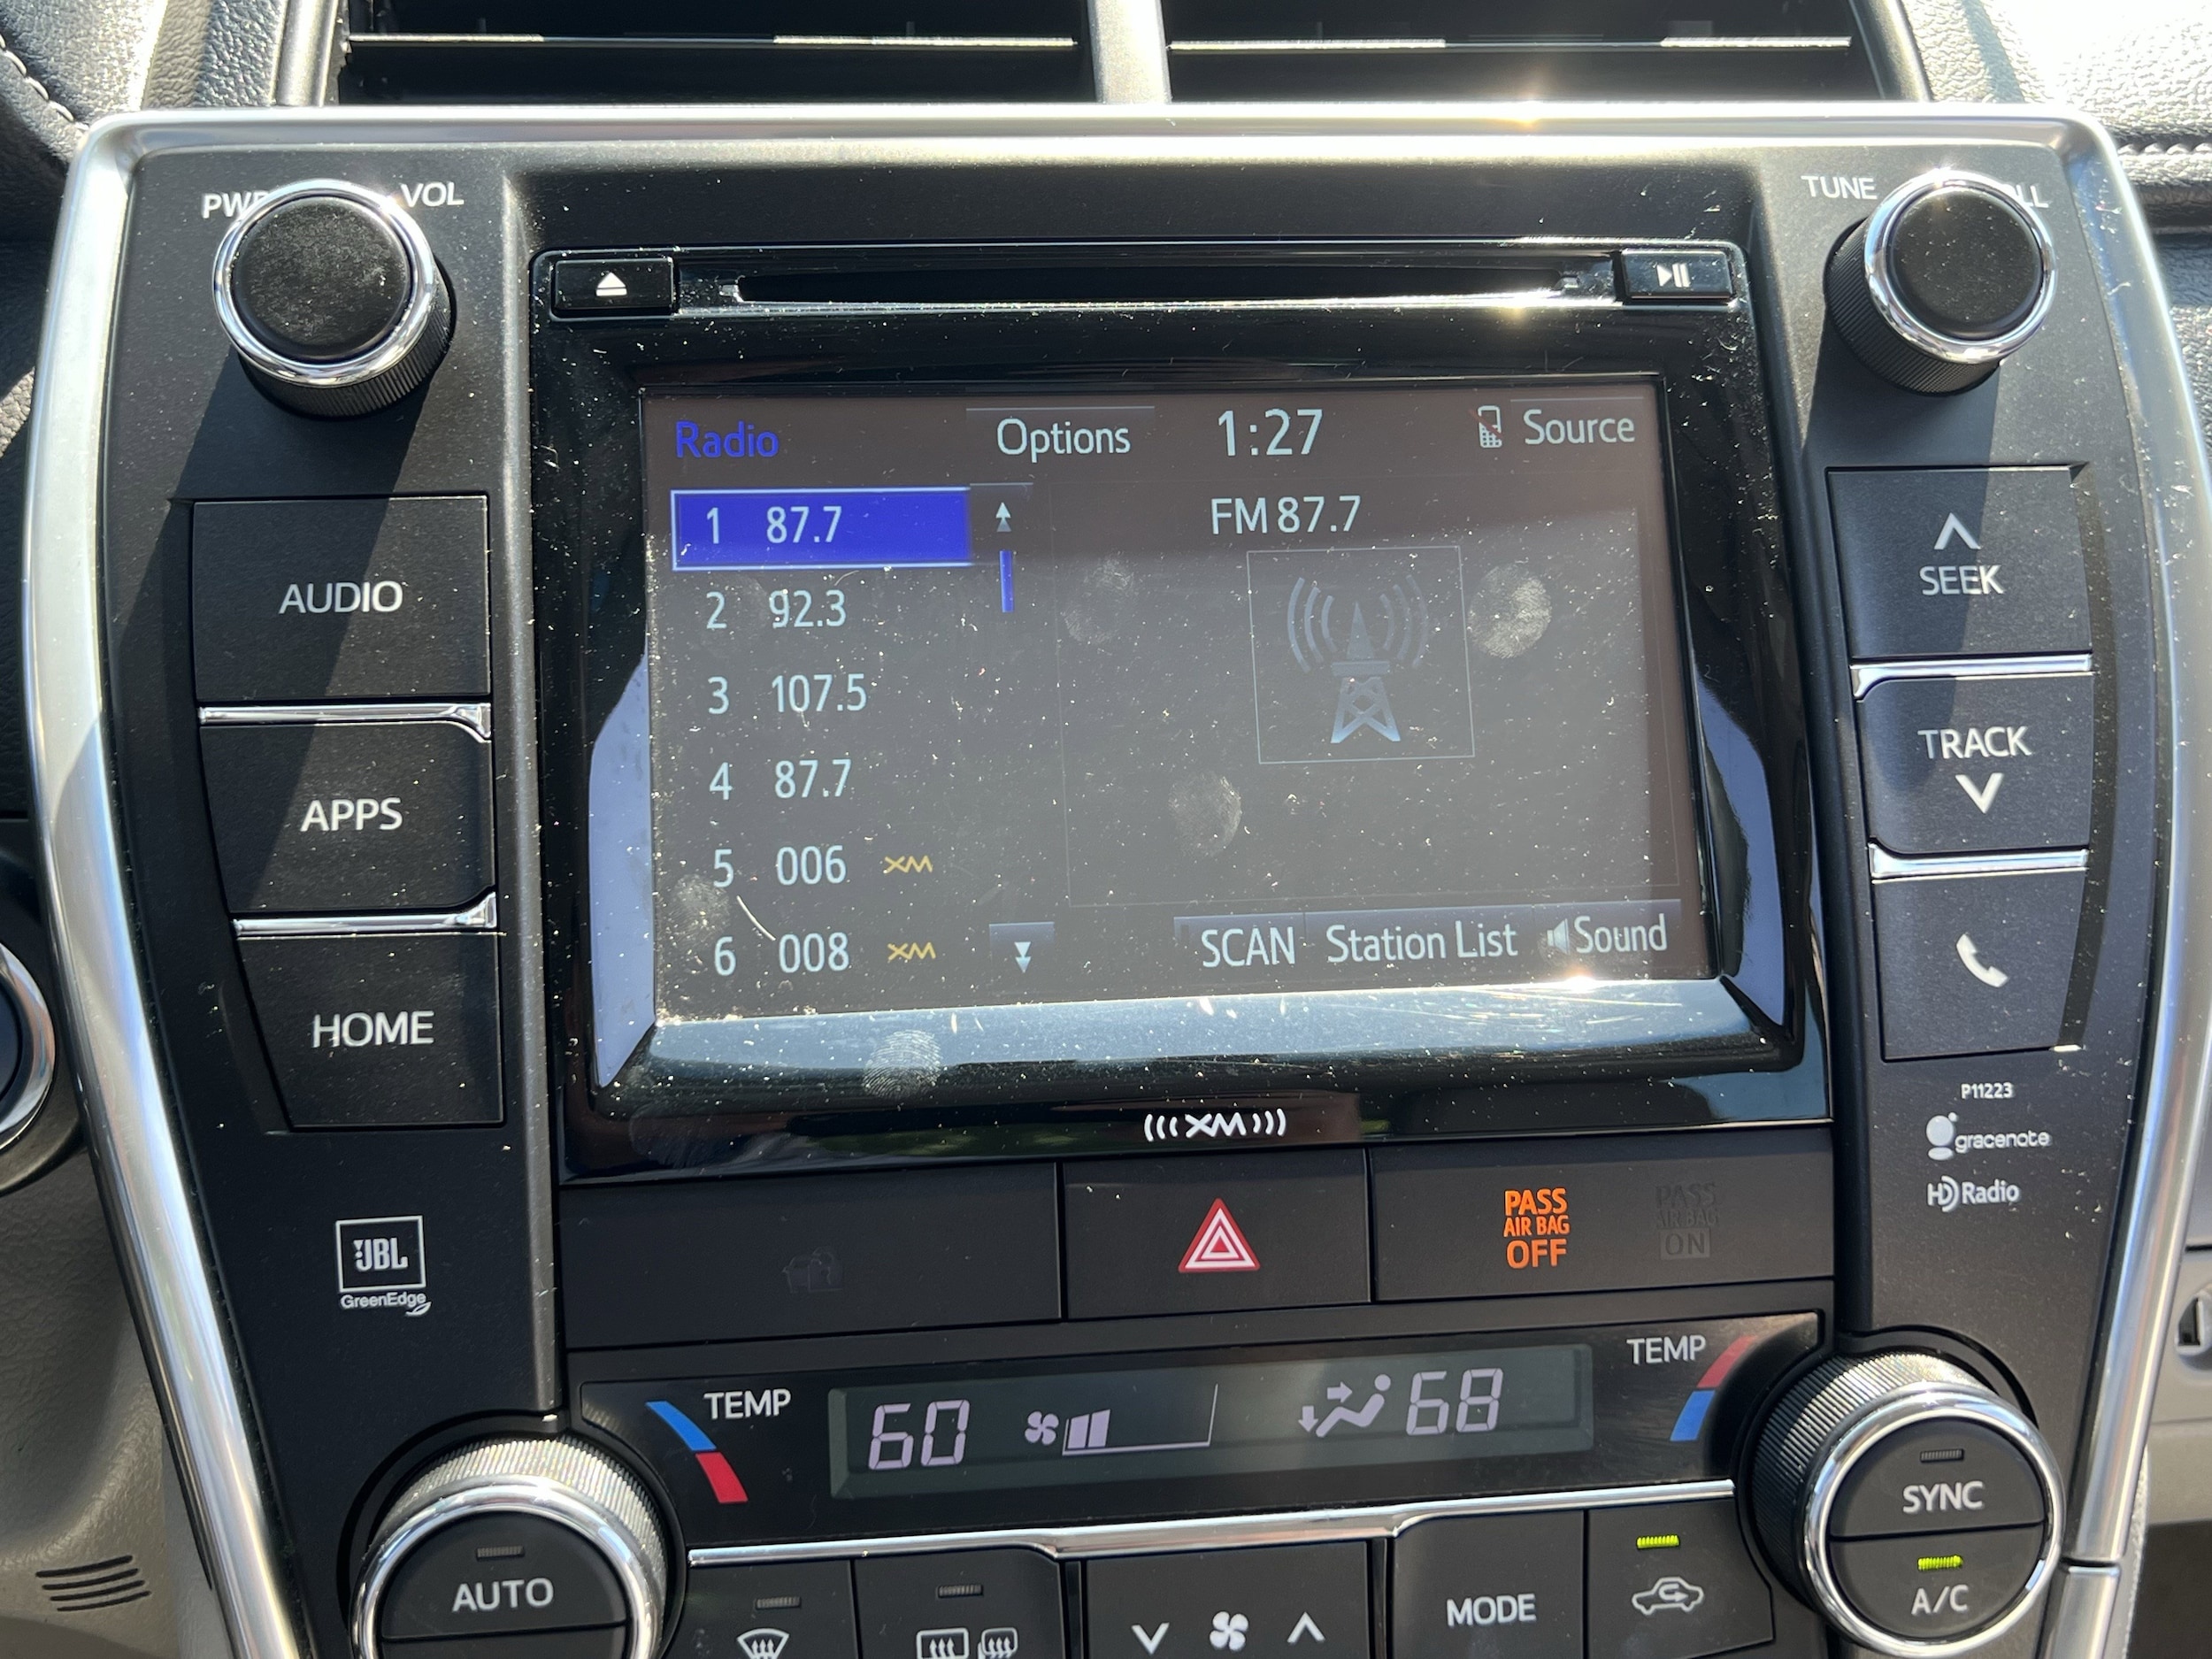 VOL
TUNE
Radio Options 1:27 Source
1 87.7
FM 87.7
2 92.3
3 107.5
4 87.7
5 006 XM
6 008 XM
SCAN Station List Sound
AUDIO
APPS
HOME
SEEK
TRACK
XM
P11223
gracenote
HD Radio
JBL
GreenEdge
PASS
AIR BAG
OFF
PASS
AIR BAG
ON
TEMP
60
68
TEMP
AUTO
MODE
SYNC
A/C